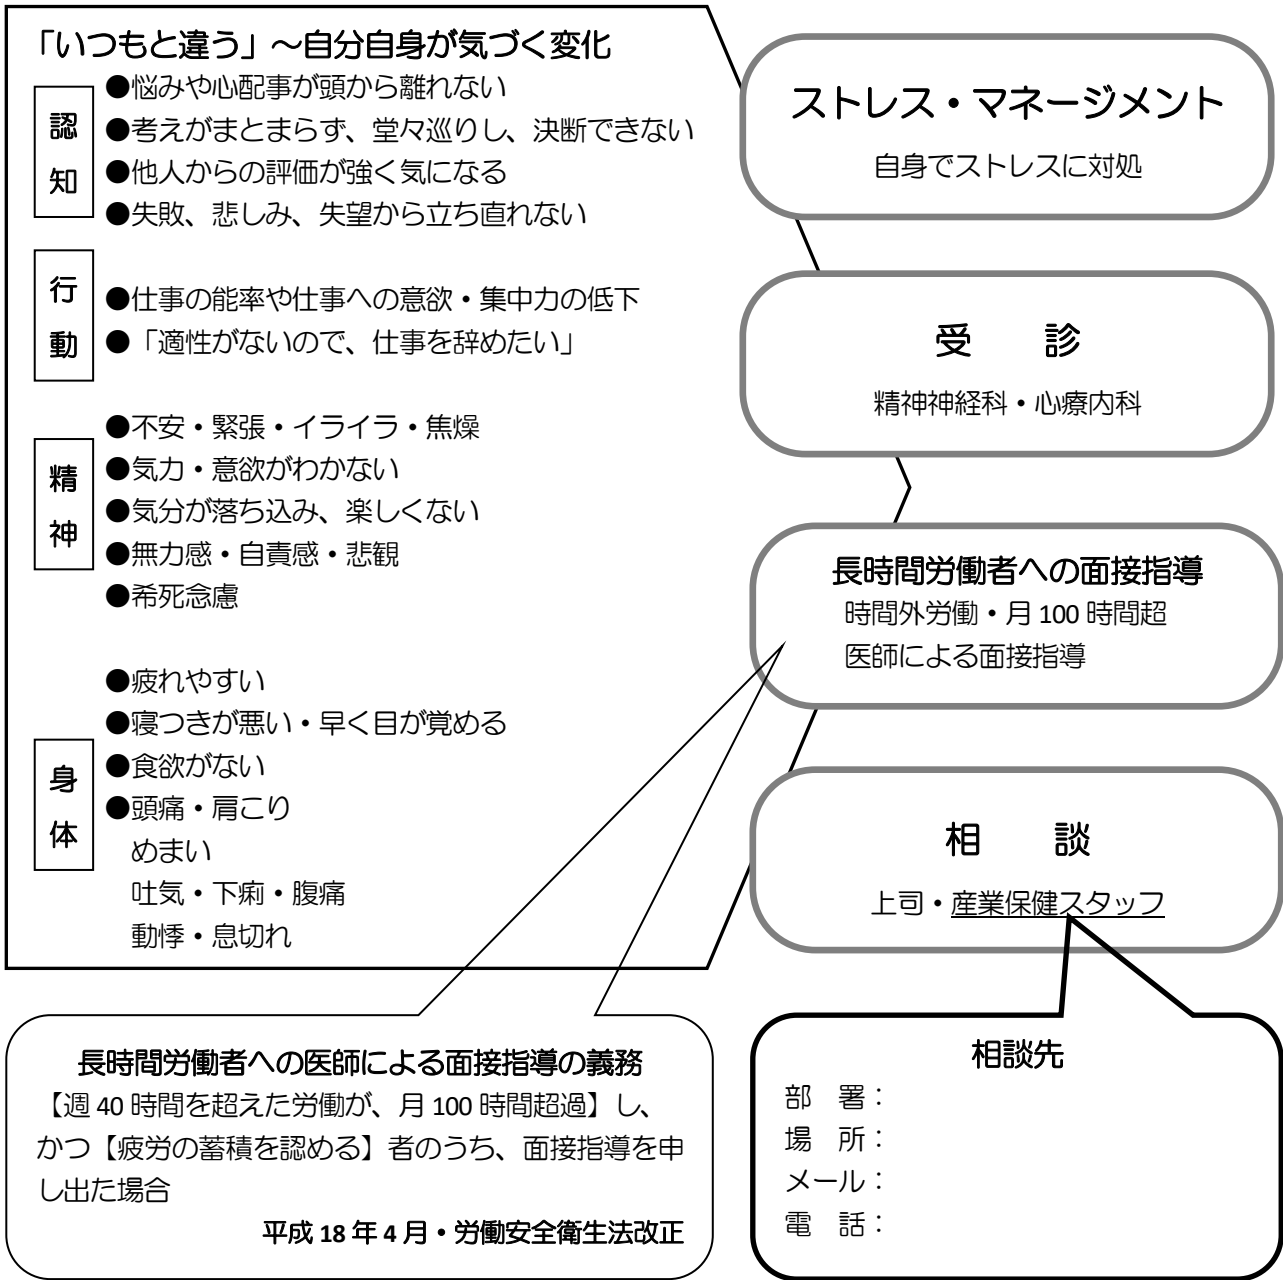 「いつもと違う」～自分自身が気づく変化
認知
●悩みや心配事が頭から離れない
●考えがまとまらず、堂々巡りし、決断できない
●他人からの評価が強く気になる
●失敗、悲しみ、失望から立ち直れない
行動
●仕事の能率や仕事への意欲・集中力の低下
●「適性がないので、仕事を辞めたい」
精神
●不安・緊張・イライラ・焦燥
●気力・意欲がわかない
●気分が落ち込み、楽しくない
●無力感・自責感・悲観
●希死念慮
身体
●疲れやすい
●寝つきが悪い・早く目が覚める
●食欲がない
●頭痛・肩こり
めまい
吐気・下痢・腹痛
動悸・息切れ
ストレス・マネージメント
自身でストレスに対処
受　診
精神神経科・心療内科
長時間労働者への面接指導
時間外労働・月 100 時間超
医師による面接指導
相　談
上司・産業保健スタッフ
長時間労働者への医師による面接指導の義務
【週 40 時間を超えた労働が、月 100 時間超過】し、
かつ【疲労の蓄積を認める】者のうち、面接指導を申
し出た場合
平成 18 年 4 月・労働安全衛生法改正
相談先
部　署：
場　所：
メール：
電　話：